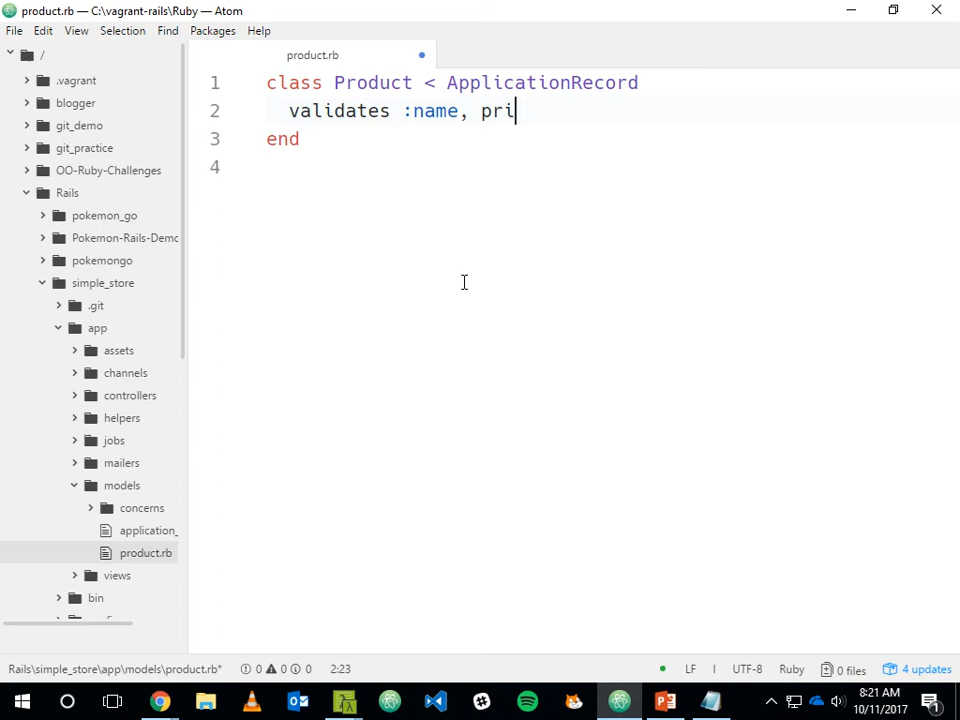 product.rb — C:\vagrant-rails\Ruby — Atom
File Edit View Selection Find Packages Help
/
.vagrant
blogger
git_demo
git_practice
OO-Ruby-Challenges
Rails
pokemon_go
Pokemon-Rails-Demo
pokemongo
simple_store
.git
app
assets
channels
controllers
helpers
jobs
mailers
models
concerns
application_
product.rb
views
bin
product.rb
1 class Product < ApplicationRecord
2 validates :name, pri
3 end
4
Rails\simple_store\app\models\product.rb* 0 0 0 2:23 LF UTF-8 Ruby 0 files 4 updates
8:21 AM
10/11/2017
1